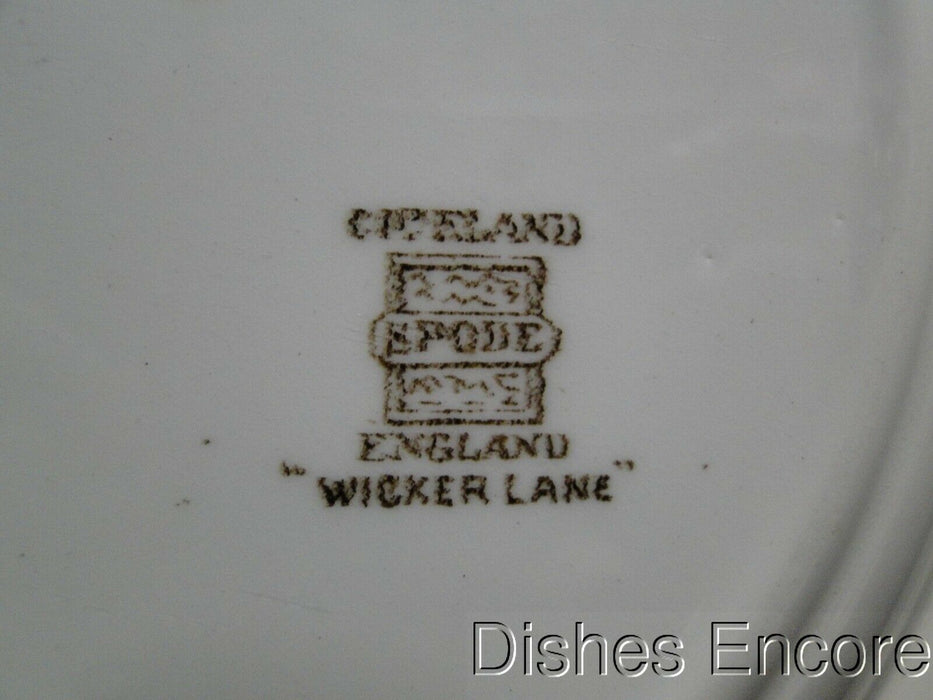 COPELAND
SPODE
ENGLAND
"WICKER LANE"
Dishes Encore